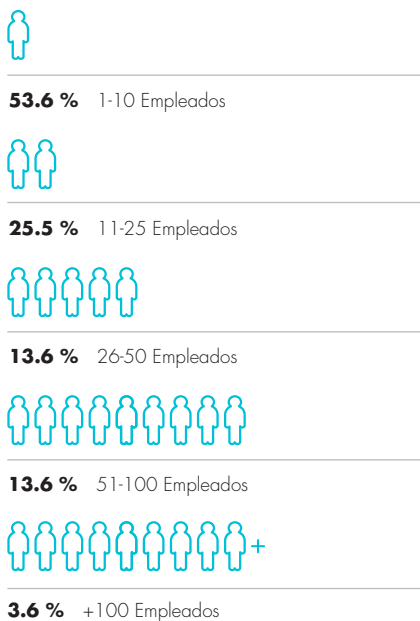 53.6 % 1-10 Empleados
25.5 % 11-25 Empleados
13.6 % 26-50 Empleados
13.6 % 51-100 Empleados
+
3.6 % +100 Empleados